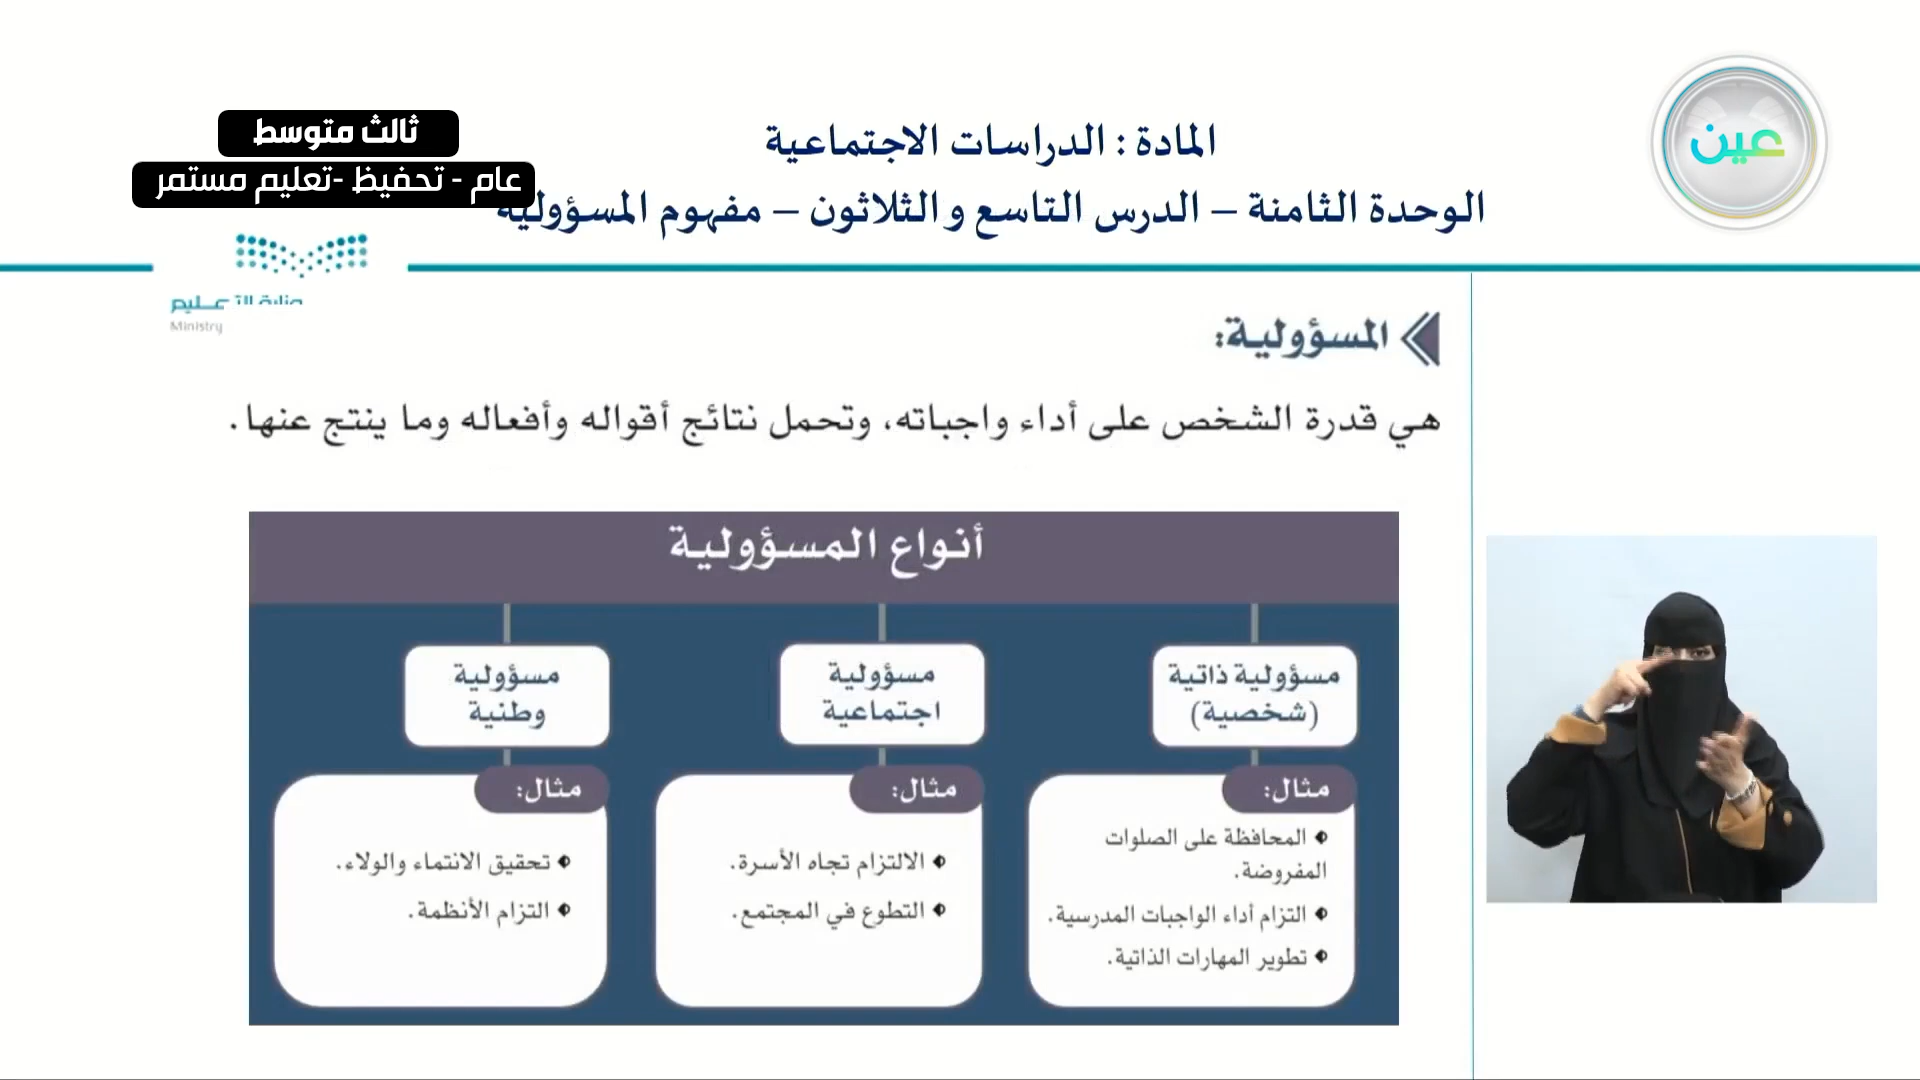 عين
المادة : الدراسات الاجتماعية
الوحدة الثامنة – الدرس التاسع والثلاثون – مفهوم المسؤولية
ثالث متوسط
عام - تحفيظ -تعليم مستمر
وزارة التعليم
Ministry
المسؤولية:
هي قدرة الشخص على أداء واجباته، وتحمل نتائج أقواله وأفعاله وما ينتج عنها.
أنواع المسؤولية
مسؤولية ذاتية
(شخصية)
مثال:
المحافظة على الصلوات
المفروضة.
التزام أداء الواجبات المدرسية.
تطوير المهارات الذاتية.
مسؤولية
اجتماعية
مثال:
الالتزام تجاه الأسرة.
التطوع في المجتمع.
مسؤولية
وطنية
مثال:
تحقيق الانتماء والولاء.
التزام الأنظمة.